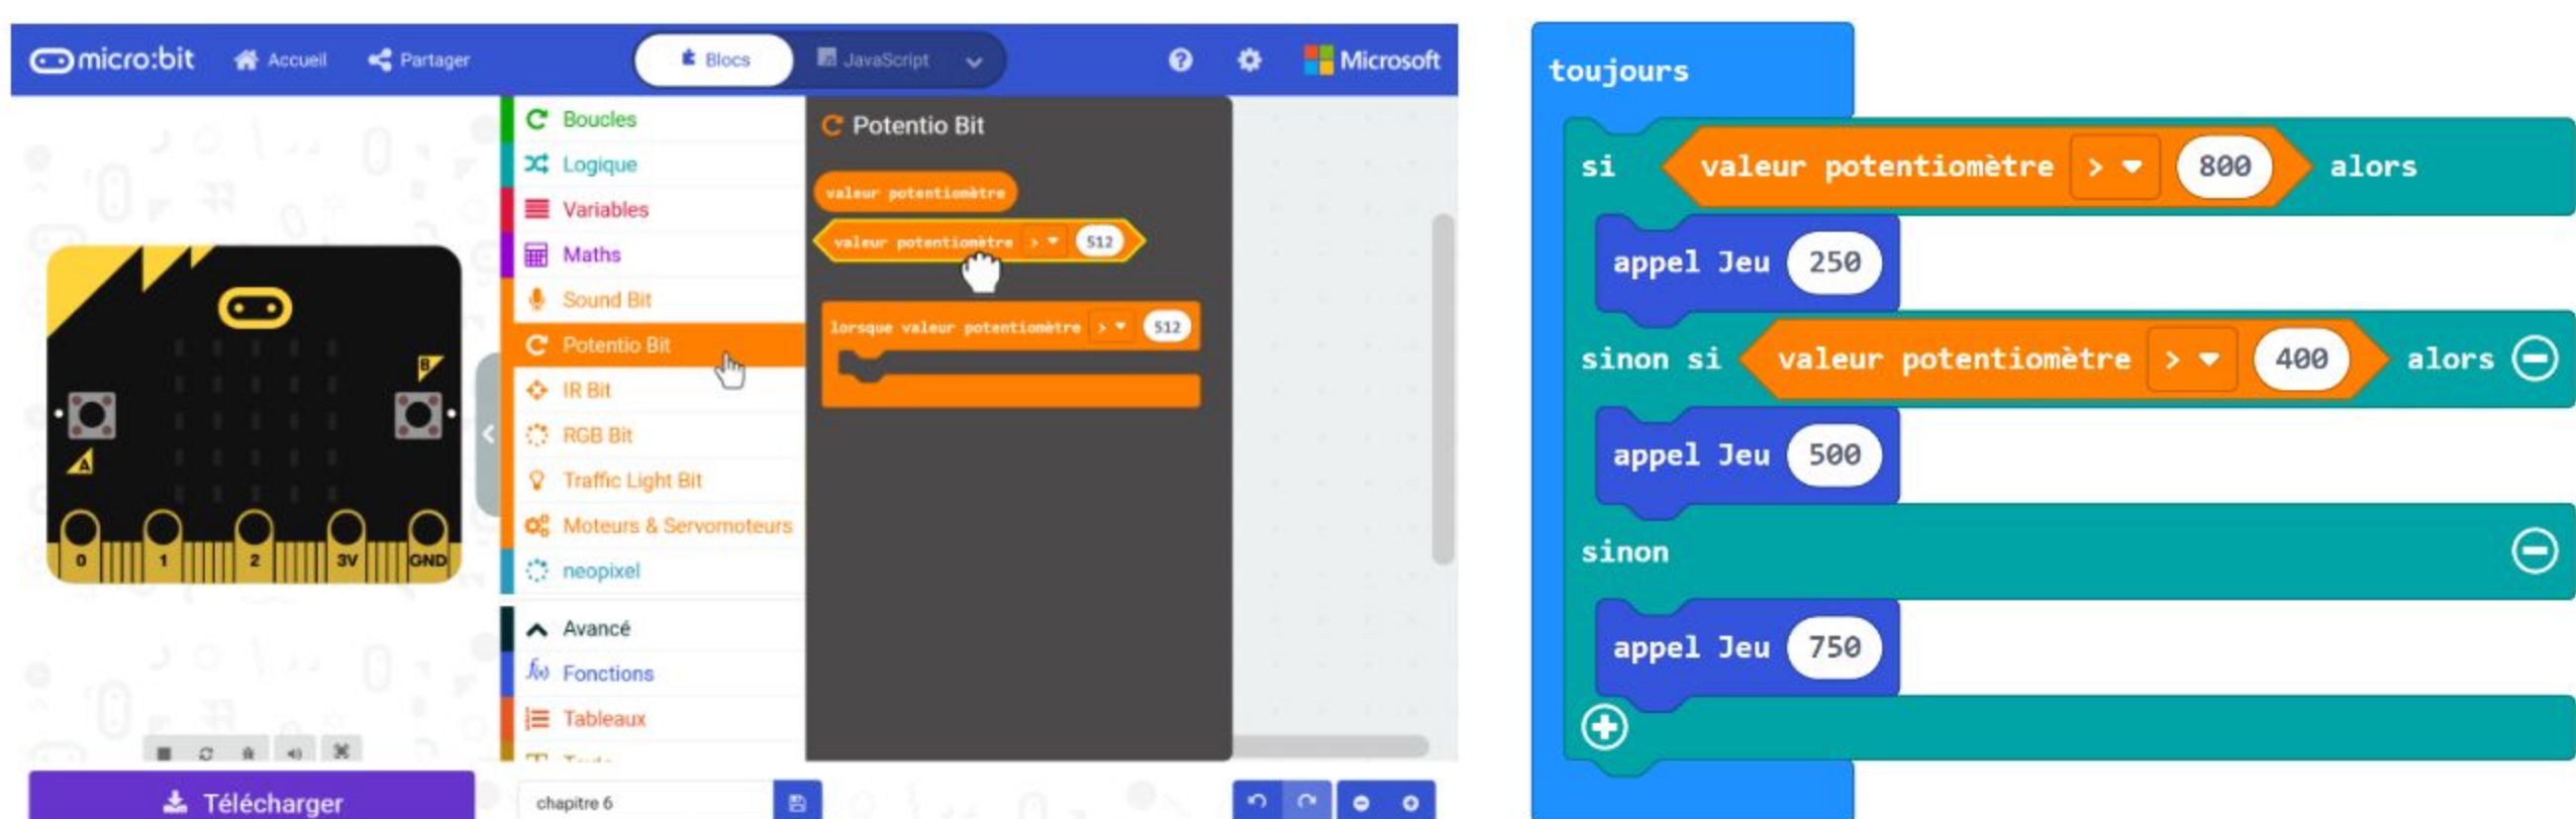 micro:bit Accueil Partager Blocs JavaScript Microsoft
Boucles
Logique
Variables
Maths
Sound Bit
Potentio Bit
IR Bit
RGB Bit
Traffic Light Bit
Moteurs & Servomoteurs
neopixel
Avancé
Fonctions
Tableaux
Potentio Bit
valeur potentiomètre
valeur potentiomètre > 512
lorsque valeur potentiomètre > 512
B
A
0 1 2 3V GND
Télécharger
chapitre 6
toujours
si valeur potentiomètre > 800 alors
appel Jeu 250
sinon si valeur potentiomètre > 400 alors
appel Jeu 500
sinon
appel Jeu 750